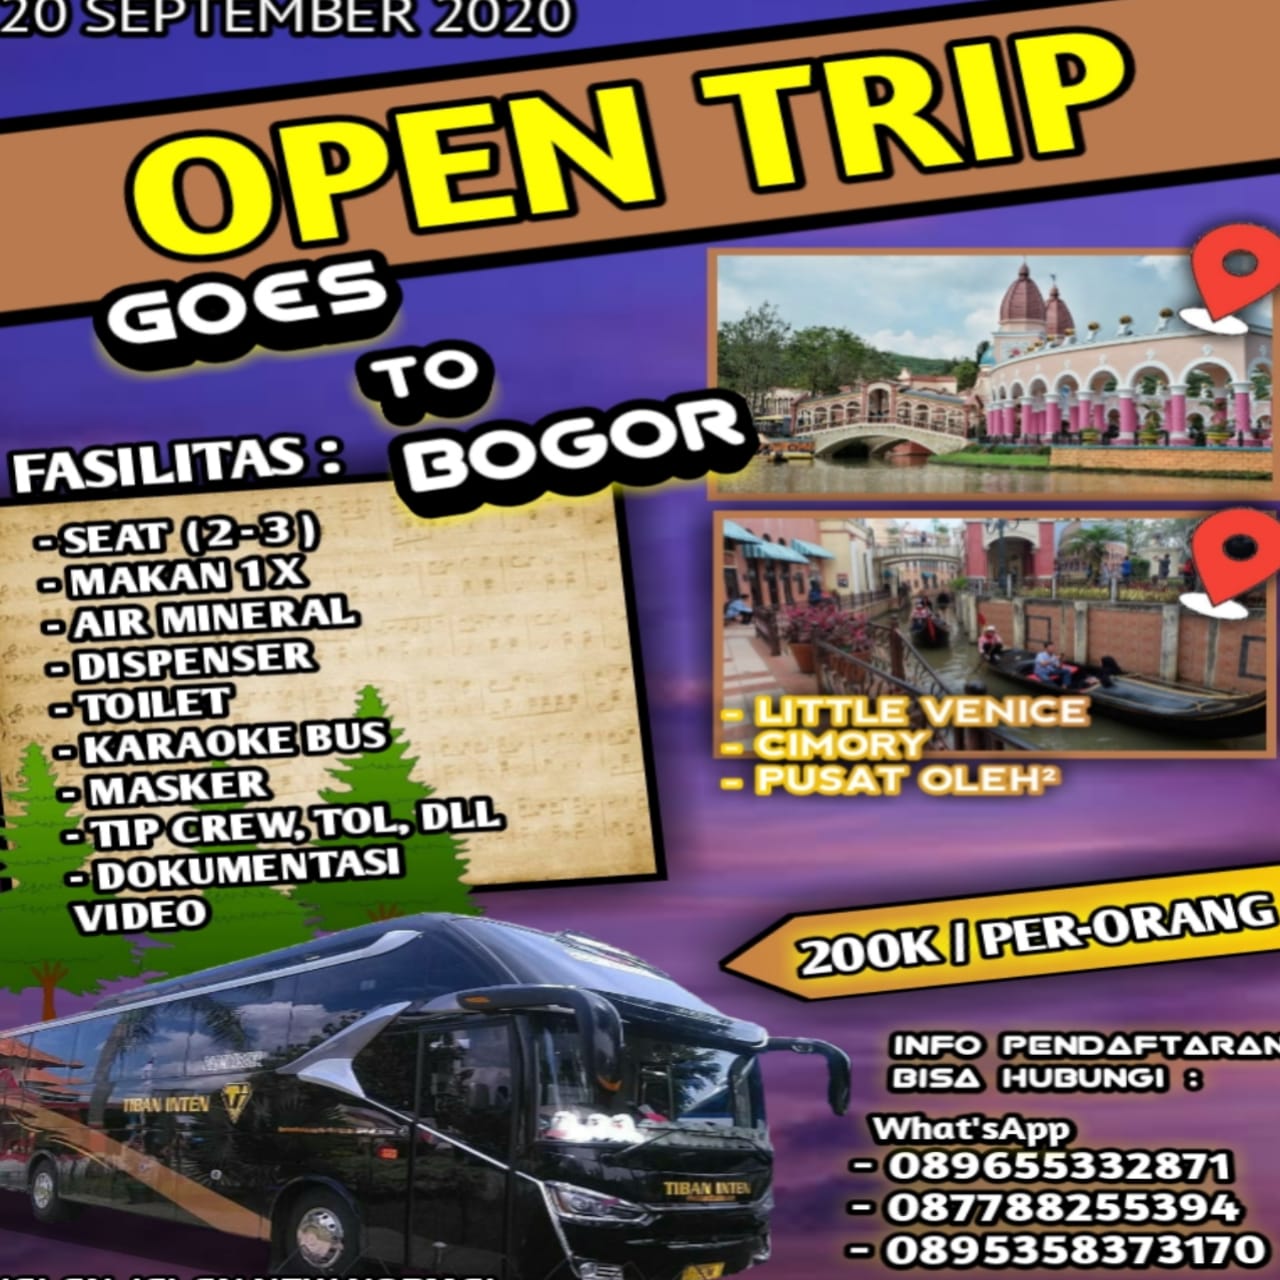 20 SEPTEMBER 2020
OPEN TRIP
GOES
TO
BOGOR
FASILITAS :
- SEAT (2-3)
- MAKAN 1X
- AIR MINERAL
- DISPENSER
- TOILET
- KARAOKE BUS
- MASKER
- TIP CREW, TOL, DLL
- DOKUMENTASI
VIDEO
- LITTLE VENICE
- CIMORY
- PUSAT OLEH²
200K | PER-ORANG
INFO PENDAFTARAN
BISA HUBUNGI :
What'sApp
- 089655332871
- 087788255394
- 0895358373170
TIBAN INTEN
TIBAN INTEN